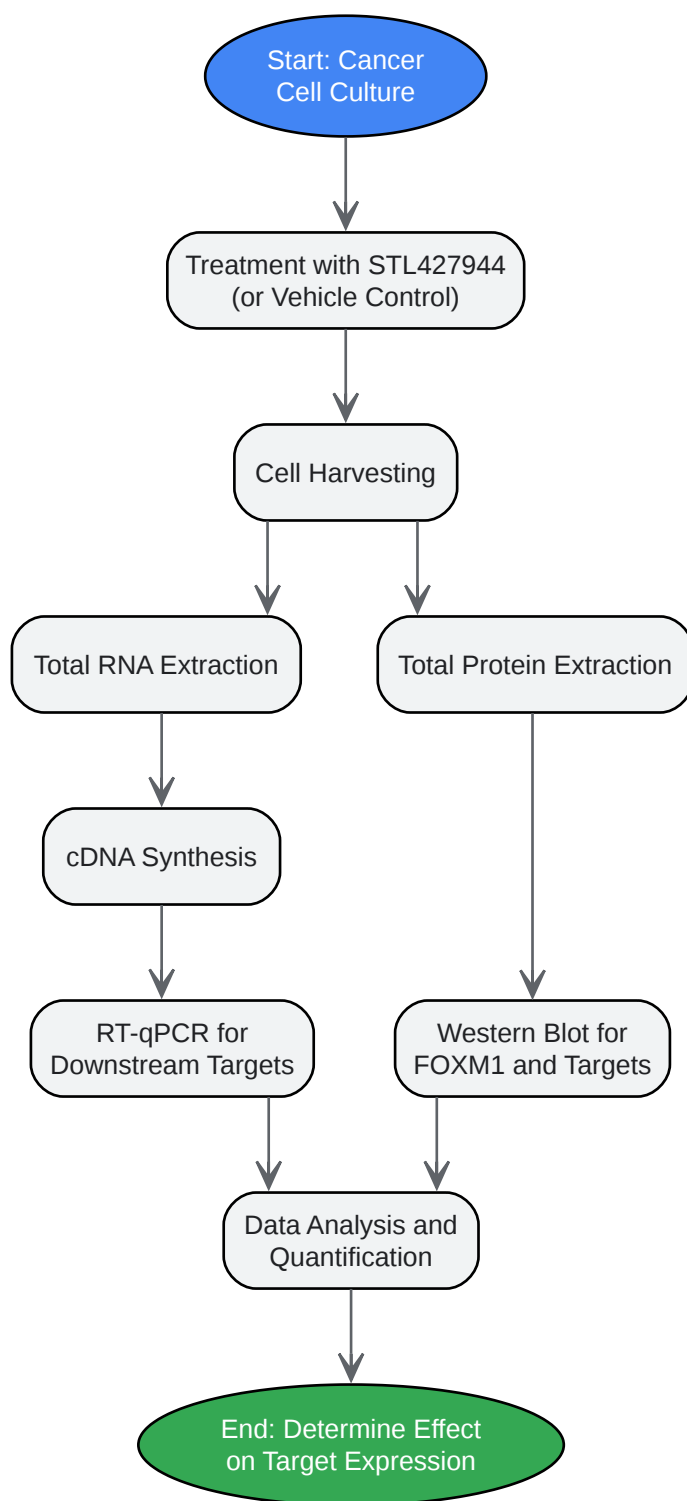 Start: Cancer
Cell Culture
Treatment with STL427944
(or Vehicle Control)
Cell Harvesting
Total RNA Extraction
Total Protein Extraction
cDNA Synthesis
RT-qPCR for
Downstream Targets
Western Blot for
FOXM1 and Targets
Data Analysis and
Quantification
End: Determine Effect
on Target Expression